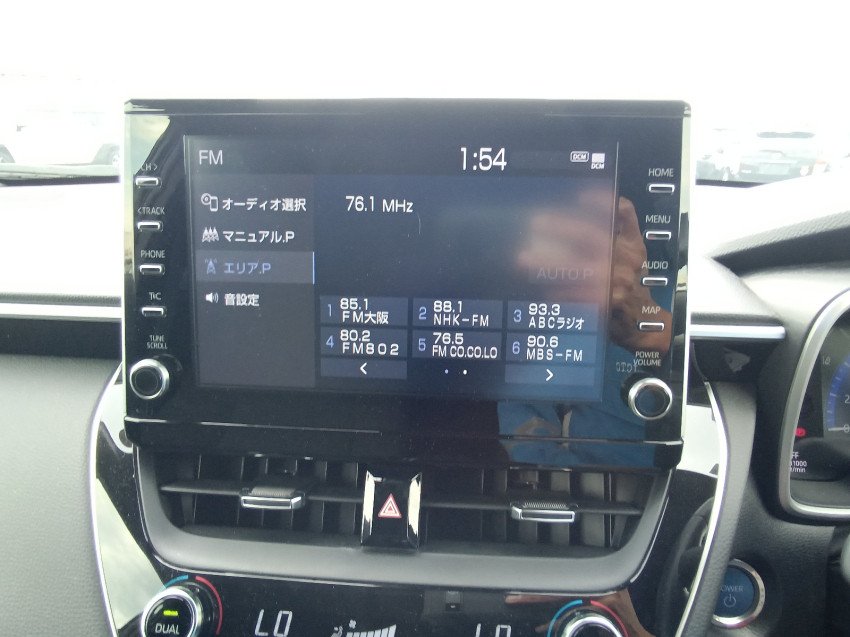 FM
1:54
DCM
DCM
CH>
<TRACK
PHONE
T/C
TUNE
SCROLL
オーディオ選択
マニュアル.P
エリア.P
音設定
76.1 MHz
AUTO.P
1 85.1
FM大阪
2 88.1
NHK-FM
3 93.3
ABCラジオ
4 80.2
FM802
5 76.5
FM CO.CO.LO
6 90.6
MBS-FM
<
>
HOME
MENU
AUDIO
MAP
POWER
VOLUME
DUAL
LO
LO
POWER